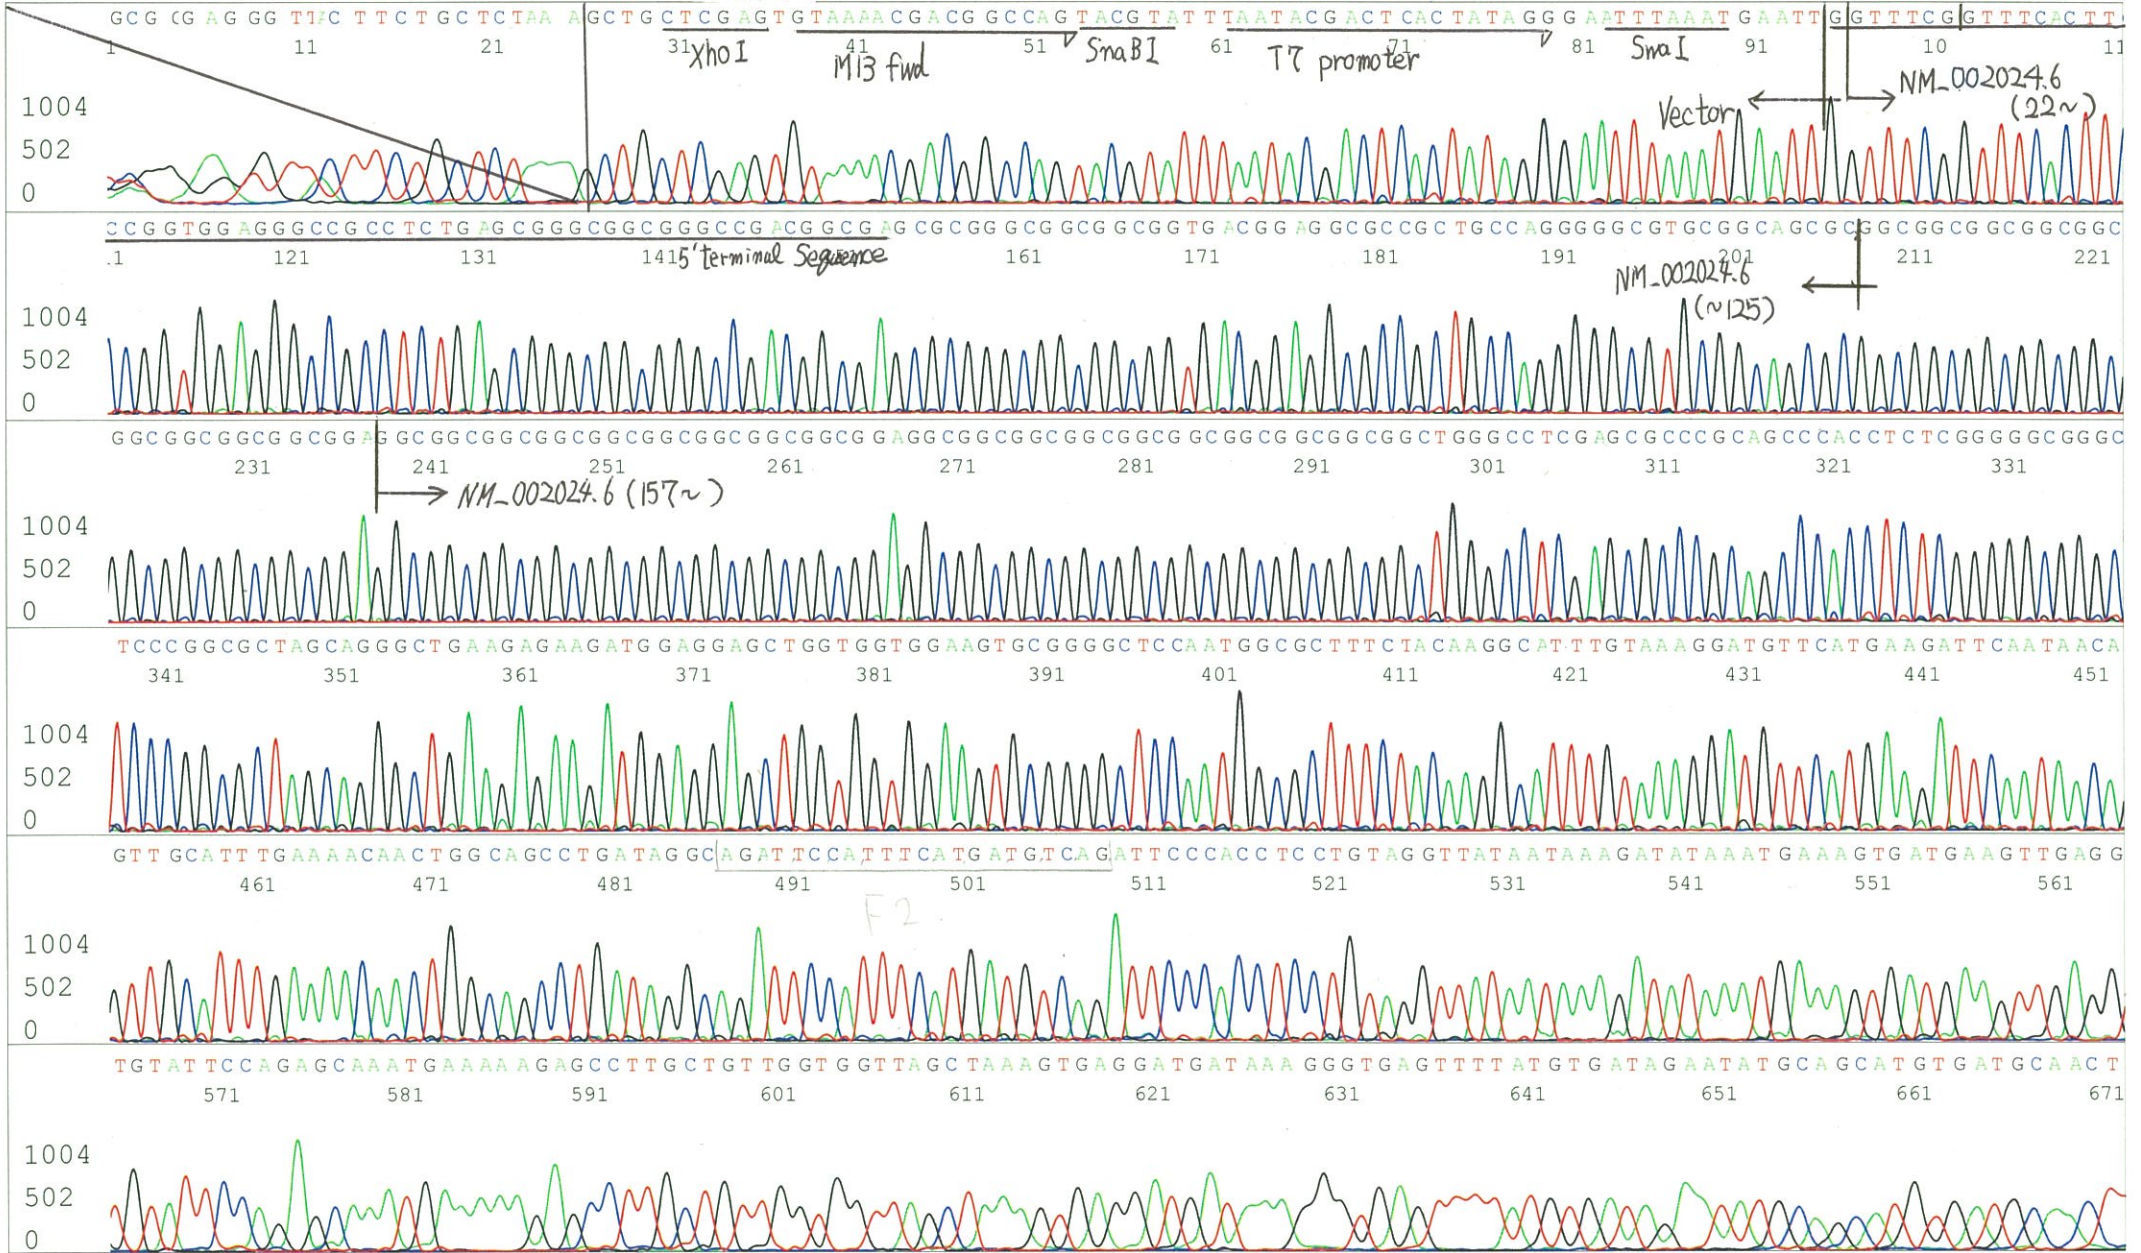 GCG CGAGGG TTAC TTCTGCTCTAA AGCTGCTCGAGTGTAAAACGACGGCCAGTACGTATTTAATACGACTCACTATAGGGAATTTAAATGAATTGGTTTCGGTTTCACTT
1 11 21 31 41 51 61 71 81 91 10 11
XhoI M13 fwd SnaBI T7 promoter SwaI
Vector NM_002024.6
(22~)
1004
502
0
CCGGTGGAGGGCCGCCTCTGAGCGGGCGGCGGGCCGACGGCGAGCGCGGGCGGCGGCGGTGACGGAGGCGCCGCTGCCAGGGGGCGTGCGGCAGCGCGGCGGCGGCGGCGGC
.1 121 131 141 5' terminal Sequence 161 171 181 191 201 211 221
NM_002024.6
(~125)
1004
502
0
GGCGGCGGCGGCGGAGGCGGCGGCGGCGGCGGCGGCGGCGGCGGAGGCGGCGGCGGCGGCGGCGGCGGCGGCGGCTGGGCCTCGAGCGCCCGCAGCCCACCTCTCGGGGGCGGGC
231 241 251 261 271 281 291 301 311 321 331
NM_002024.6 (157~)
1004
502
0
TCCCGGCGCTAGCAGGGCTGAAGAGAAGATGGAGGAGCTGGTGGTGGAAGTGCGGGGCTCCAATGGCGCTTTCTACAAGGCATTTGTAAAGGATGTTCATGAAGATTCAATAACA
341 351 361 371 381 391 401 411 421 431 441 451
1004
502
0
GTTGCATTTGAAAACAACTGGCAGCCTGATAGGCAGATTCCATTTCATGATGTCAGATTCCCACCTCCTGTAGGTTATAATAAAGATATAAATGAAAGTGATGAAGTTGAGG
461 471 481 491 501 511 521 531 541 551 561
F2
1004
502
0
TGTATTCCAGAGCAAATGAAAAAGAGCCTTGCTGTTGGTGGTTAGCTAAAGTGAGGATGATAAAGGGTGAGTTTTATGTGATAGAATATGCAGCATGTGATGCAACT
571 581 591 601 611 621 631 641 651 661 671
1004
502
0